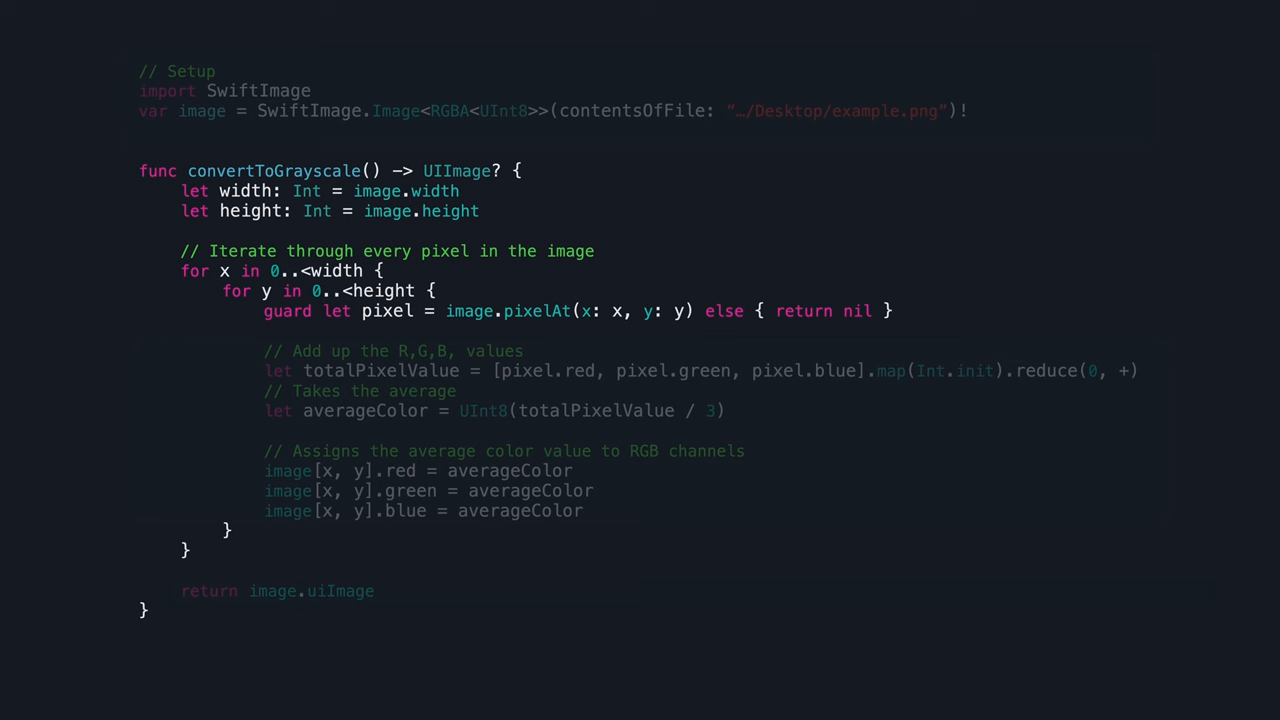 // Setup
import SwiftImage
var image = SwiftImage.Image<RGBA<UInt8>>(contentsOfFile: “…/Desktop/example.png”)!
func convertToGrayscale() -> UIImage? {
let width: Int = image.width
let height: Int = image.height
// Iterate through every pixel in the image
for x in 0..<width {
for y in 0..<height {
guard let pixel = image.pixelAt(x: x, y: y) else { return nil }
// Add up the R,G,B, values
let totalPixelValue = [pixel.red, pixel.green, pixel.blue].map(Int.init).reduce(0, +)
// Takes the average
let averageColor = UInt8(totalPixelValue / 3)
// Assigns the average color value to RGB channels
image[x, y].red = averageColor
image[x, y].green = averageColor
image[x, y].blue = averageColor
}
}
return image.uiImage
}